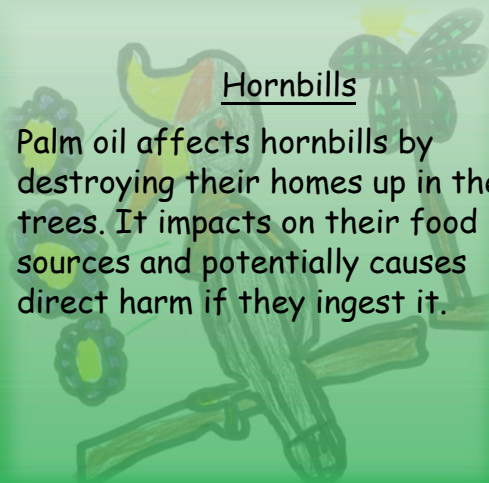 Hornbills
Palm oil affects hornbills by
destroying their homes up in the
trees. It impacts on their food
sources and potentially causes
direct harm if they ingest it.